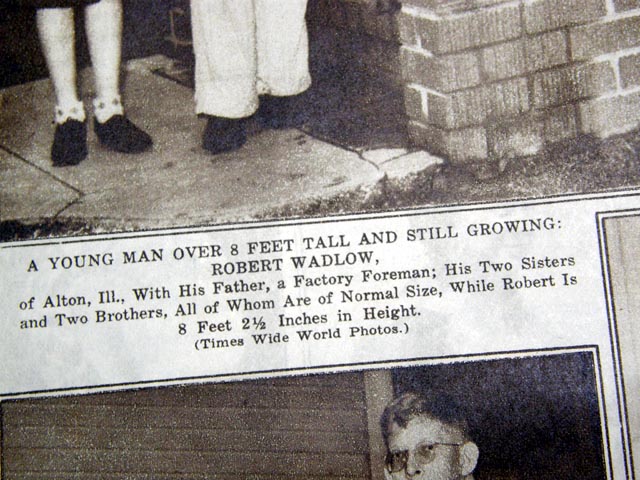 A YOUNG MAN OVER 8 FEET TALL AND STILL GROWING:
ROBERT WADLOW,
of Alton, Ill., With His Father, a Factory Foreman; His Two Sisters
and Two Brothers, All of Whom Are of Normal Size, While Robert Is
8 Feet 2½ Inches in Height.
(Times Wide World Photos.)